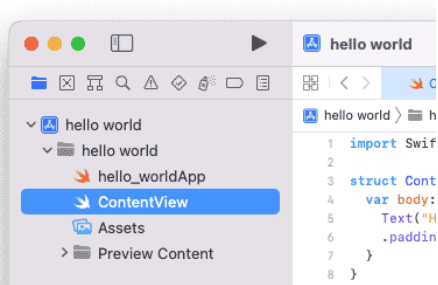 hello world
hello world
hello world
hello_worldApp
ContentView
Assets
Preview Content
hello world
1 import Swif
2
3 struct Cont
4 var body:
5 Text("H
6 .paddin
7 }
8 }